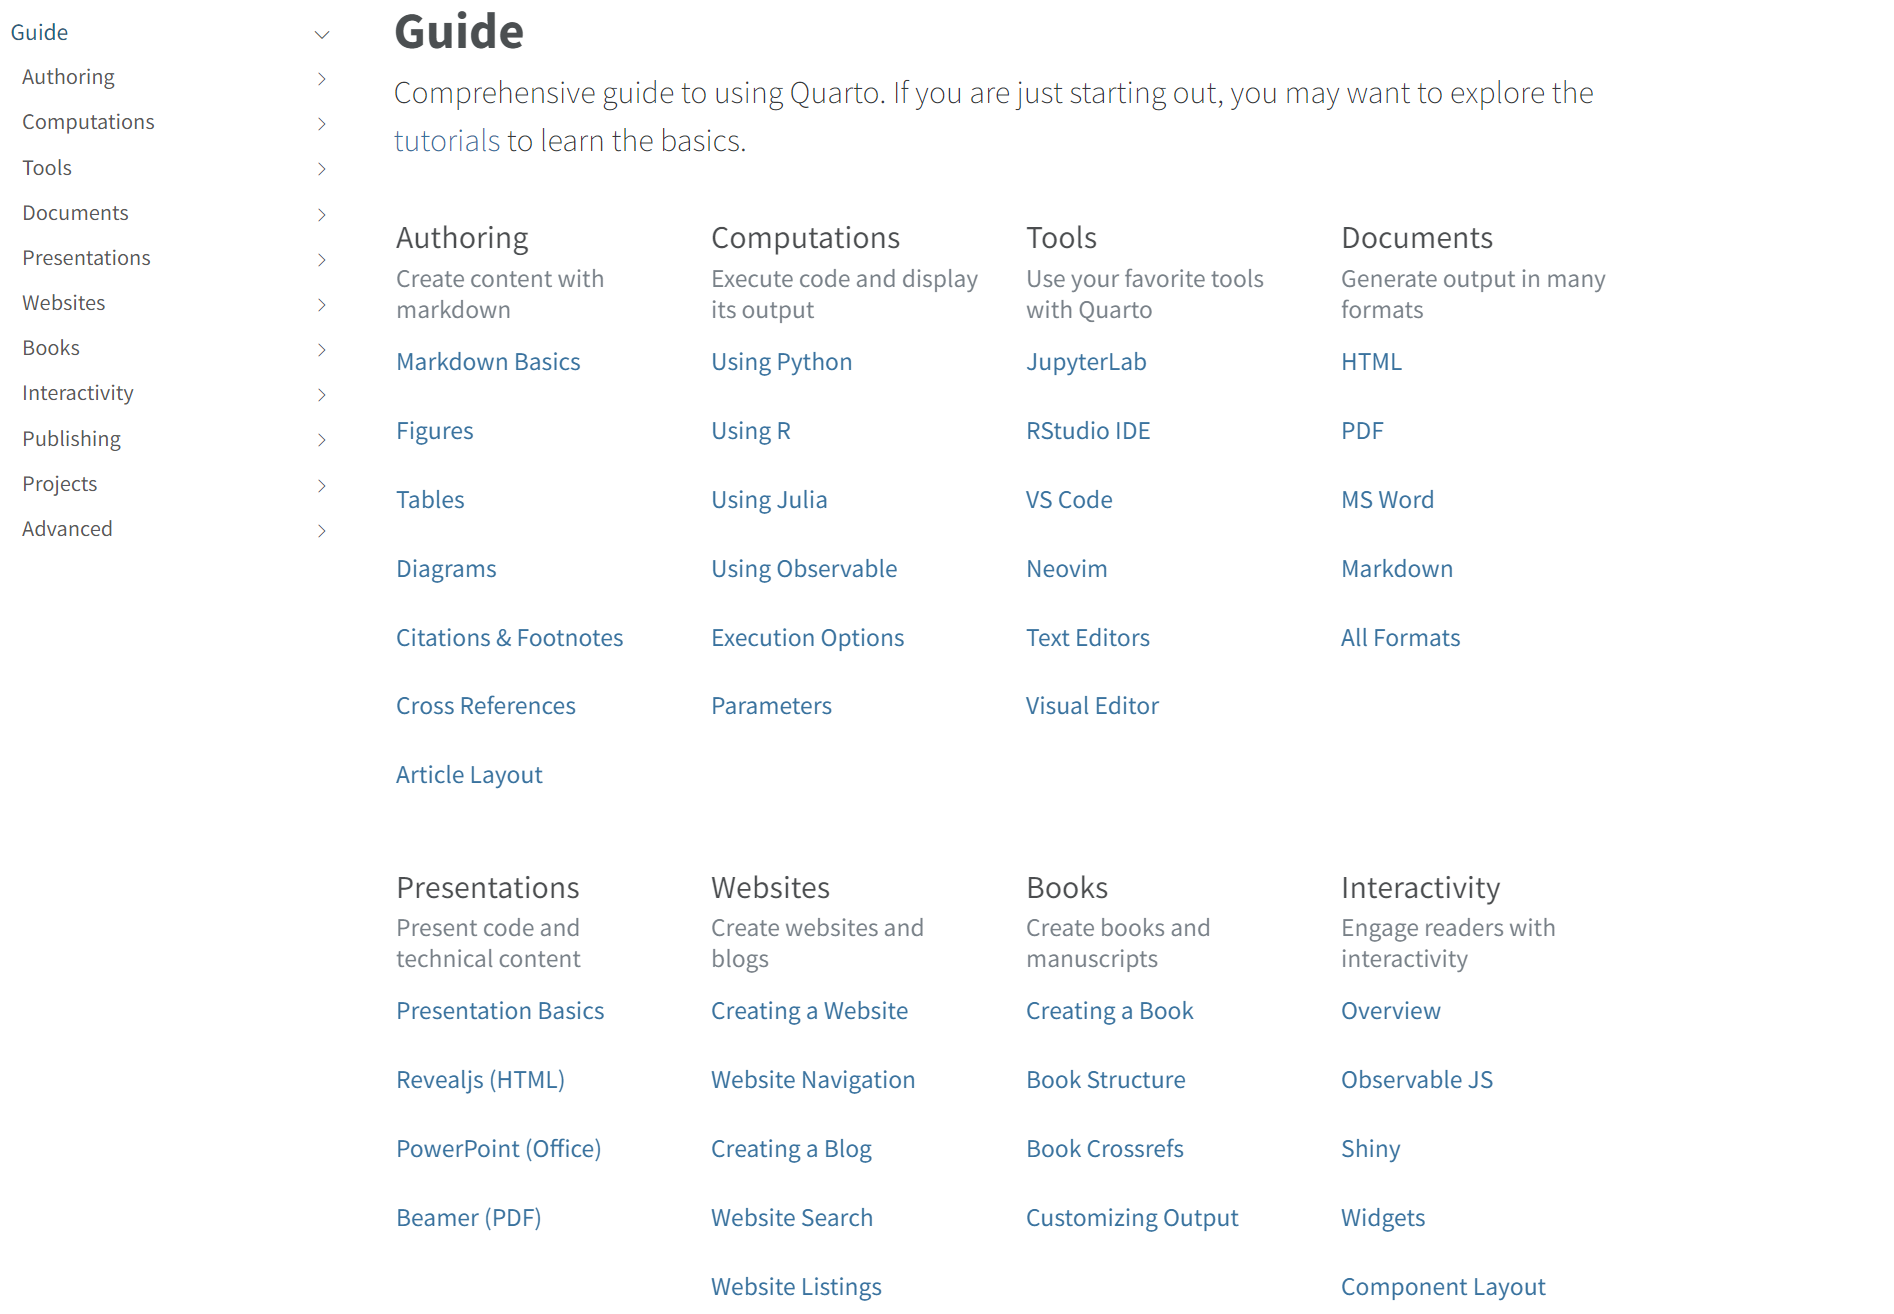 Guide
Authoring
Computations
Tools
Documents
Presentations
Websites
Books
Interactivity
Publishing
Projects
Advanced
Guide
Comprehensive guide to using Quarto. If you are just starting out, you may want to explore the
tutorials to learn the basics.
Authoring
Create content with
markdown
Markdown Basics
Figures
Tables
Diagrams
Citations & Footnotes
Cross References
Article Layout
Computations
Execute code and display
its output
Using Python
Using R
Using Julia
Using Observable
Execution Options
Parameters
Tools
Use your favorite tools
with Quarto
JupyterLab
RStudio IDE
VS Code
Neovim
Text Editors
Visual Editor
Documents
Generate output in many
formats
HTML
PDF
MS Word
Markdown
All Formats
Presentations
Present code and
technical content
Presentation Basics
Revealjs (HTML)
PowerPoint (Office)
Beamer (PDF)
Websites
Create websites and
blogs
Creating a Website
Website Navigation
Creating a Blog
Website Search
Website Listings
Books
Create books and
manuscripts
Creating a Book
Book Structure
Book Crossrefs
Customizing Output
Interactivity
Engage readers with
interactivity
Overview
Observable JS
Shiny
Widgets
Component Layout